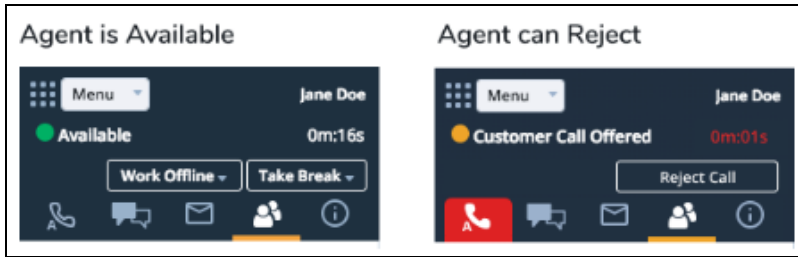 Agent is Available
Menu Jane Doe
Available 0m:16s
Work Offline Take Break
A
Agent can Reject
Menu Jane Doe
Customer Call Offered 0m:01s
Reject Call
A